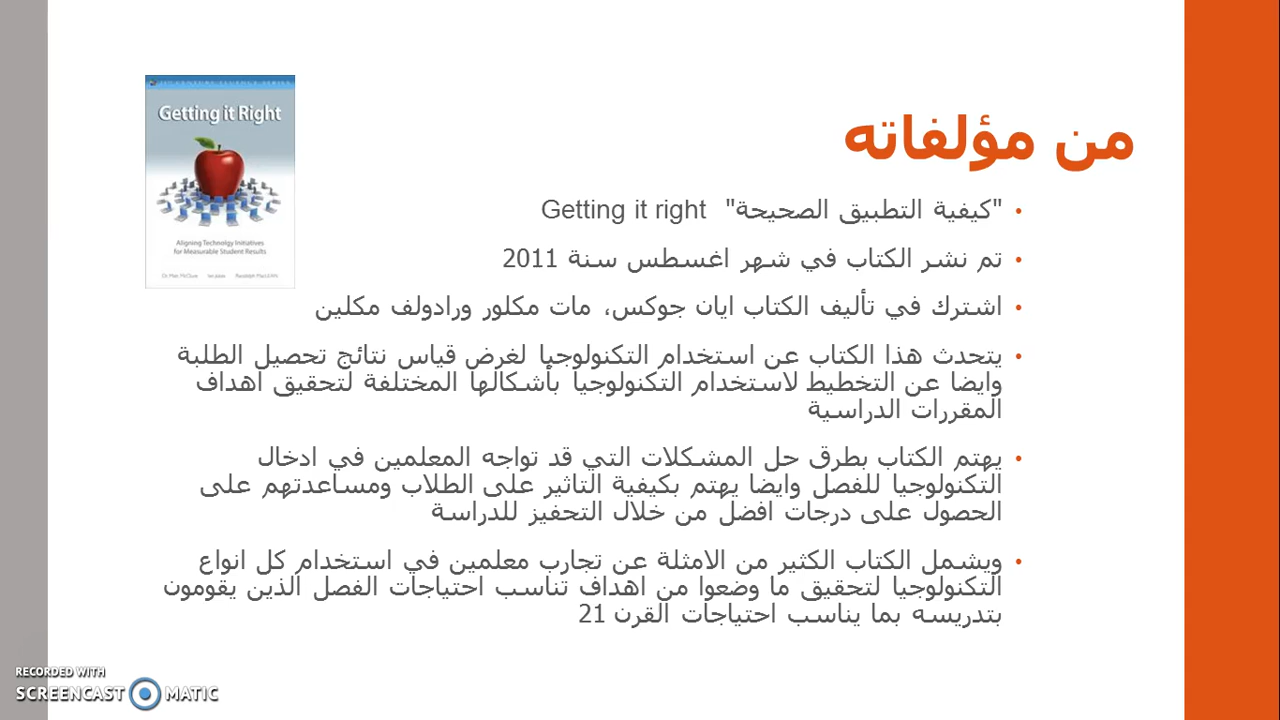 من مؤلفاته
Getting it Right
Aligning Technolgy Initiatives
for Measurable Student Results
"كيفية التطبيق الصحيحة" Getting it right
تم نشر الكتاب في شهر اغسطس سنة 2011
اشترك في تأليف الكتاب ايان جوكس، مات مكلور ورادولف مكلين
يتحدث هذا الكتاب عن استخدام التكنولوجيا لغرض قياس نتائج تحصيل الطلبة
وايضا عن التخطيط لاستخدام التكنولوجيا بأشكالها المختلفة لتحقيق اهداف
المقررات الدراسية
يهتم الكتاب بطرق حل المشكلات التي قد تواجه المعلمين في ادخال
التكنولوجيا للفصل وايضا يهتم بكيفية التاثير على الطلاب ومساعدتهم على
الحصول على درجات افضل من خلال التحفيز للدراسة
ويشمل الكتاب الكثير من الامثلة عن تجارب معلمين في استخدام كل انواع
التكنولوجيا لتحقيق ما وضعوا من اهداف تناسب احتياجات الفصل الذين يقومون
بتدريسه بما يناسب احتياجات القرن 21
RECORDED WITH
SCREENCAST MATIC